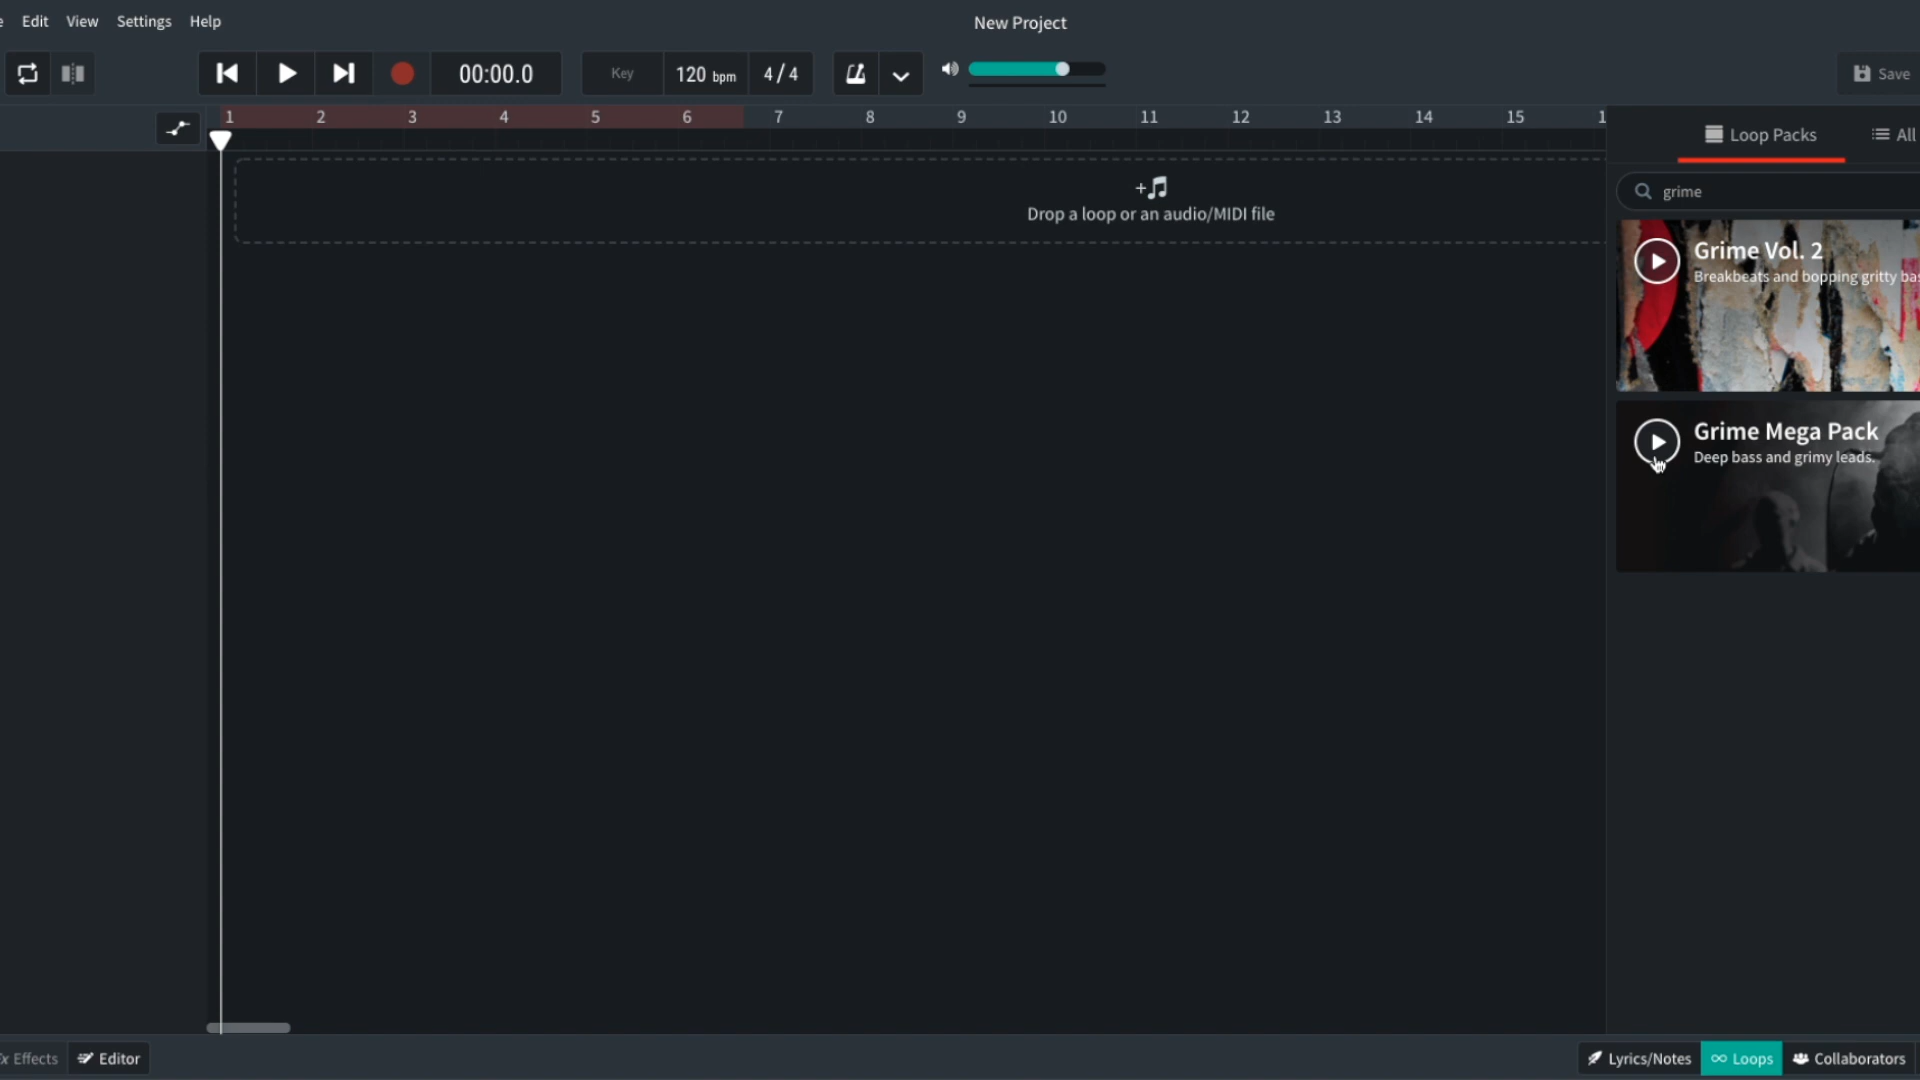 Edit View Settings Help
New Project
00:00.0
Key
120 bpm
4/4
Save
1 2 3 4 5 6 7 8 9 10 11 12 13 14 15
Loop Packs
All
grime
Drop a loop or an audio/MIDI file
Grime Vol. 2
Breakbeats and bopping gritty bas
Grime Mega Pack
Deep bass and grimy leads.
Effects
Editor
Lyrics/Notes
Loops
Collaborators